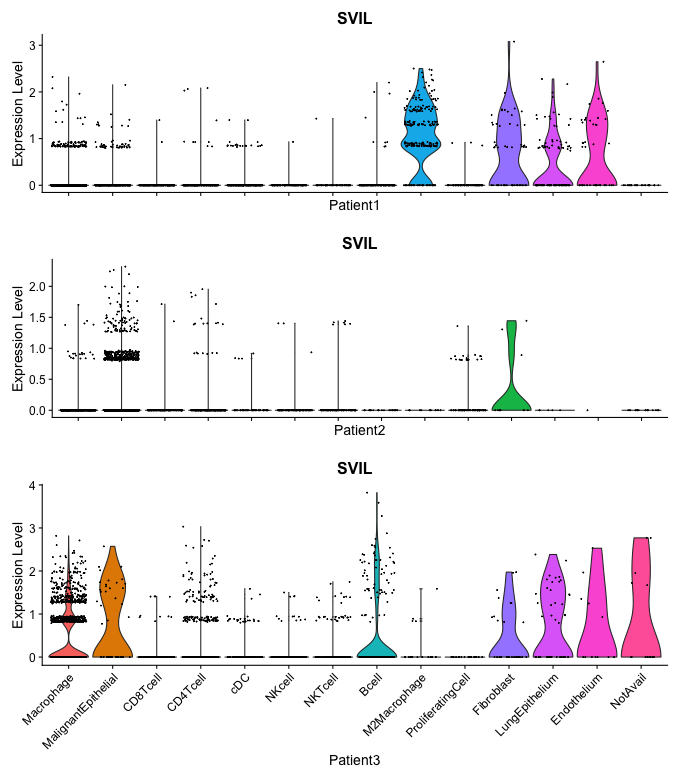 SVIL
Expression Level
3
2
1
0
Patient1
SVIL
Expression Level
2.0
1.5
1.0
0.5
0.0
Patient2
SVIL
Expression Level
4
3
2
1
0
Macrophage
MalignantEpithelial
CD8Tcell
CD4Tcell
cDC
NKcell
NKTcell
Bcell
M2Macrophage
ProliferatingCell
Fibroblast
LungEpithelium
Endothelium
NotAvail
Patient3